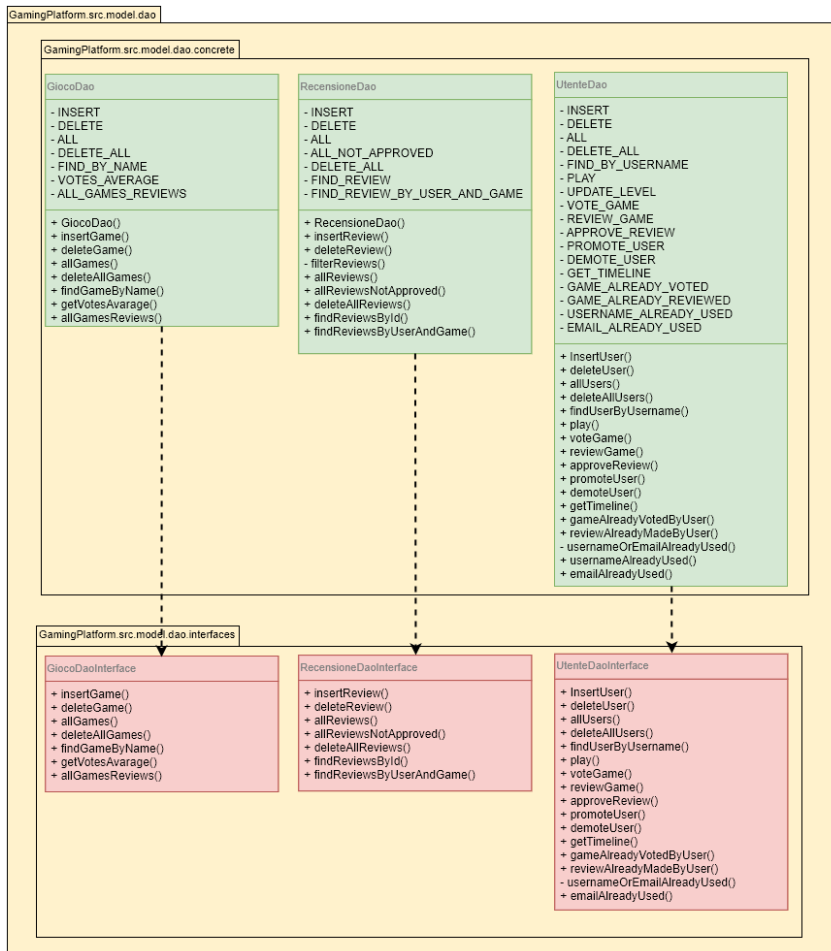 GamingPlatform.src.model.dao
GamingPlatform.src.model.dao.concrete
GiocoDao
- INSERT
- DELETE
- ALL
- DELETE_ALL
- FIND_BY_NAME
- VOTES_AVERAGE
- ALL_GAMES_REVIEWS
+ GiocoDao()
+ insertGame()
+ deleteGame()
+ allGames()
+ deleteAllGames()
+ findGameByName()
+ getVotesAvarage()
+ allGamesReviews()
RecensioneDao
- INSERT
- DELETE
- ALL
- ALL_NOT_APPROVED
- DELETE_ALL
- FIND_REVIEW
- FIND_REVIEW_BY_USER_AND_GAME
+ RecensioneDao()
+ insertReview()
+ deleteReview()
- filterReviews()
+ allReviews()
+ allReviewsNotApproved()
+ deleteAllReviews()
+ findReviewsById()
+ findReviewsByUserAndGame()
UtenteDao
- INSERT
- DELETE
- ALL
- DELETE_ALL
- FIND_BY_USERNAME
- PLAY
- UPDATE_LEVEL
- VOTE_GAME
- REVIEW_GAME
- APPROVE_REVIEW
- PROMOTE_USER
- DEMOTE_USER
- GET_TIMELINE
- GAME_ALREADY_VOTED
- GAME_ALREADY_REVIEWED
- USERNAME_ALREADY_USED
- EMAIL_ALREADY_USED
+ InsertUser()
+ deleteUser()
+ allUsers()
+ deleteAllUsers()
+ findUserByUsername()
+ play()
+ voteGame()
+ reviewGame()
+ approveReview()
+ promoteUser()
+ demoteUser()
+ getTimeline()
+ gameAlreadyVotedByUser()
+ reviewAlreadyMadeByUser()
- usernameOrEmailAlreadyUsed()
+ usernameAlreadyUsed()
+ emailAlreadyUsed()
GamingPlatform.src.model.dao.interfaces
GiocoDaoInterface
+ insertGame()
+ deleteGame()
+ allGames()
+ deleteAllGames()
+ findGameByName()
+ getVotesAvarage()
+ allGamesReviews()
RecensioneDaoInterface
+ insertReview()
+ deleteReview()
+ allReviews()
+ allReviewsNotApproved()
+ deleteAllReviews()
+ findReviewsById()
+ findReviewsByUserAndGame()
UtenteDaoInterface
+ InsertUser()
+ deleteUser()
+ allUsers()
+ deleteAllUsers()
+ findUserByUsername()
+ play()
+ voteGame()
+ reviewGame()
+ approveReview()
+ promoteUser()
+ demoteUser()
+ getTimeline()
+ gameAlreadyVotedByUser()
+ reviewAlreadyMadeByUser()
- usernameOrEmailAlreadyUsed()
+ emailAlreadyUsed()